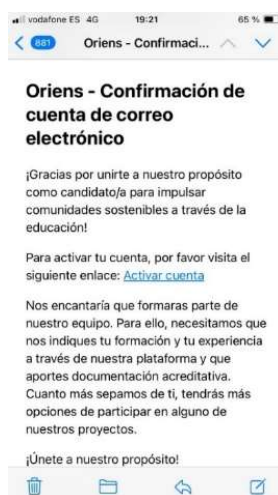 vodafone ES 4G 19:21 65 %
881 Oriens - Confirmaci...
Oriens - Confirmación de
cuenta de correo
electrónico
¡Gracias por unirte a nuestro propósito
como candidato/a para impulsar
comunidades sostenibles a través de la
educación!
Para activar tu cuenta, por favor visita el
siguiente enlace: Activar cuenta
Nos encantaría que formaras parte de
nuestro equipo. Para ello, necesitamos que
nos indiques tu formación y tu experiencia
a través de nuestra plataforma y que
aportes documentación acreditativa.
Cuanto más sepamos de ti, tendrás más
opciones de participar en alguno de
nuestros proyectos.
¡Únete a nuestro propósito!